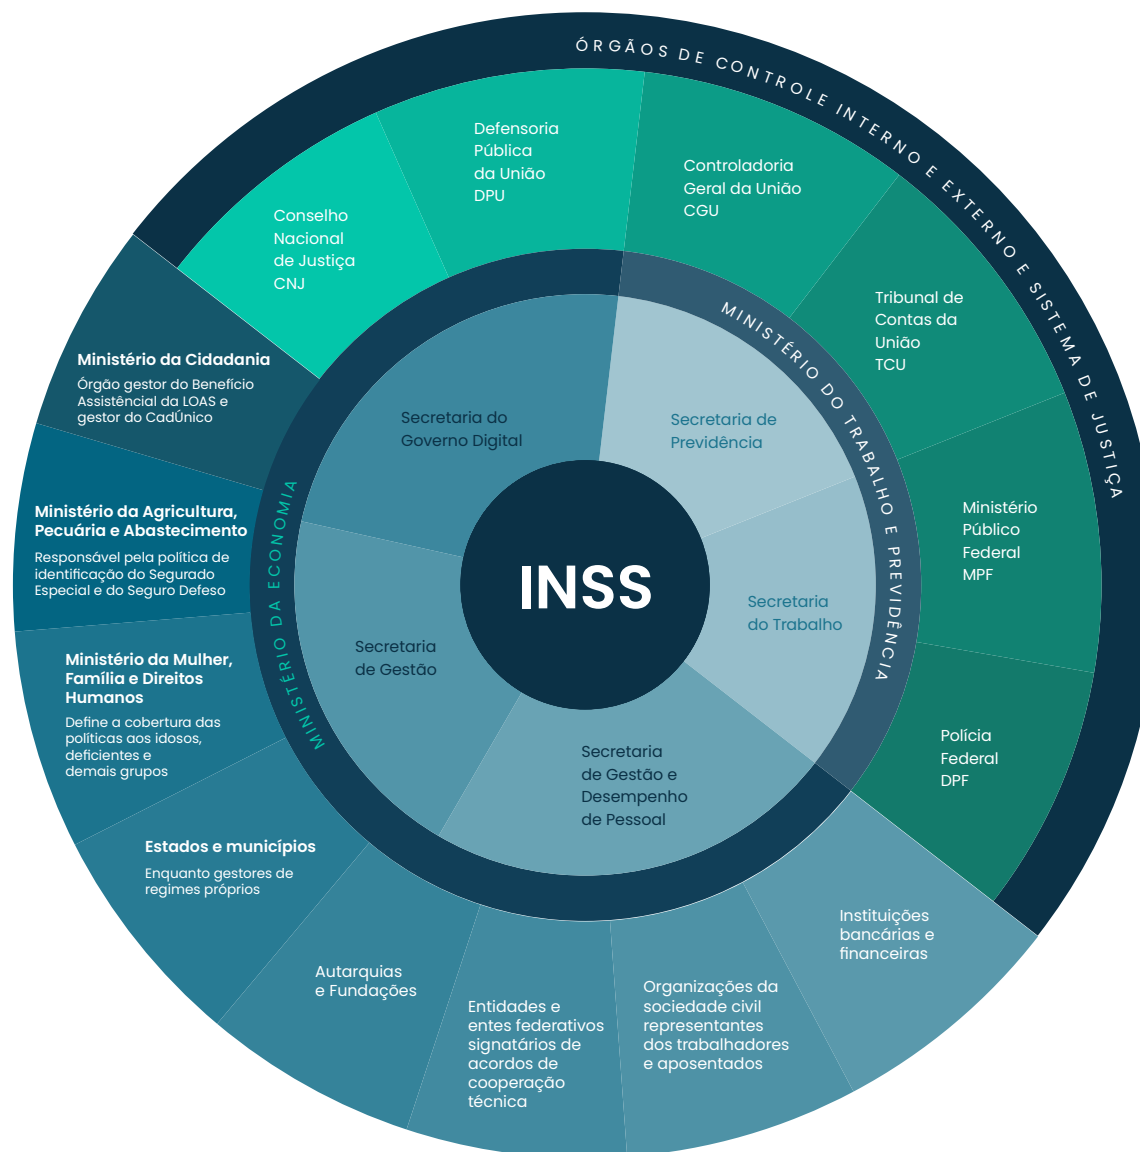 ÓRGÃOS DE CONTROLE INTERNO E EXTERNO E SISTEMA DE JUSTIÇA
Defensoria
Pública
da União
DPU
Controladoria
Geral da União
CGU
Conselho
Nacional
de Justiça
CNJ
Tribunal de
Contas da
União
TCU
MINISTÉRIO DO TRABALHO E PREVIDÊNCIA
Ministério da Cidadania
Órgão gestor do Benefício
Assistêncial da LOAS e
gestor do CadÚnico
Secretaria do
Governo Digital
Secretaria de
Previdência
MINISTÉRIO DA ECONOMIA
Ministério da Agricultura,
Pecuária e Abastecimento
Responsável pela política de
identificação do Segurado
Especial e do Seguro Defeso
INSS
Ministério
Público
Federal
MPF
Secretaria
do Trabalho
Secretaria
de Gestão
Ministério da Mulher,
Família e Direitos
Humanos
Define a cobertura das
políticas aos idosos,
deficientes e
demais grupos
Secretaria
de Gestão e
Desempenho
de Pessoal
Polícia
Federal
DPF
Estados e municípios
Enquanto gestores de
regimes próprios
Autarquias
e Fundações
Entidades e
entes federativos
signatários de
acordos de
cooperação
técnica
Organizações da
sociedade civil
representantes
dos trabalhadores
e aposentados
Instituições
bancárias e
financeiras